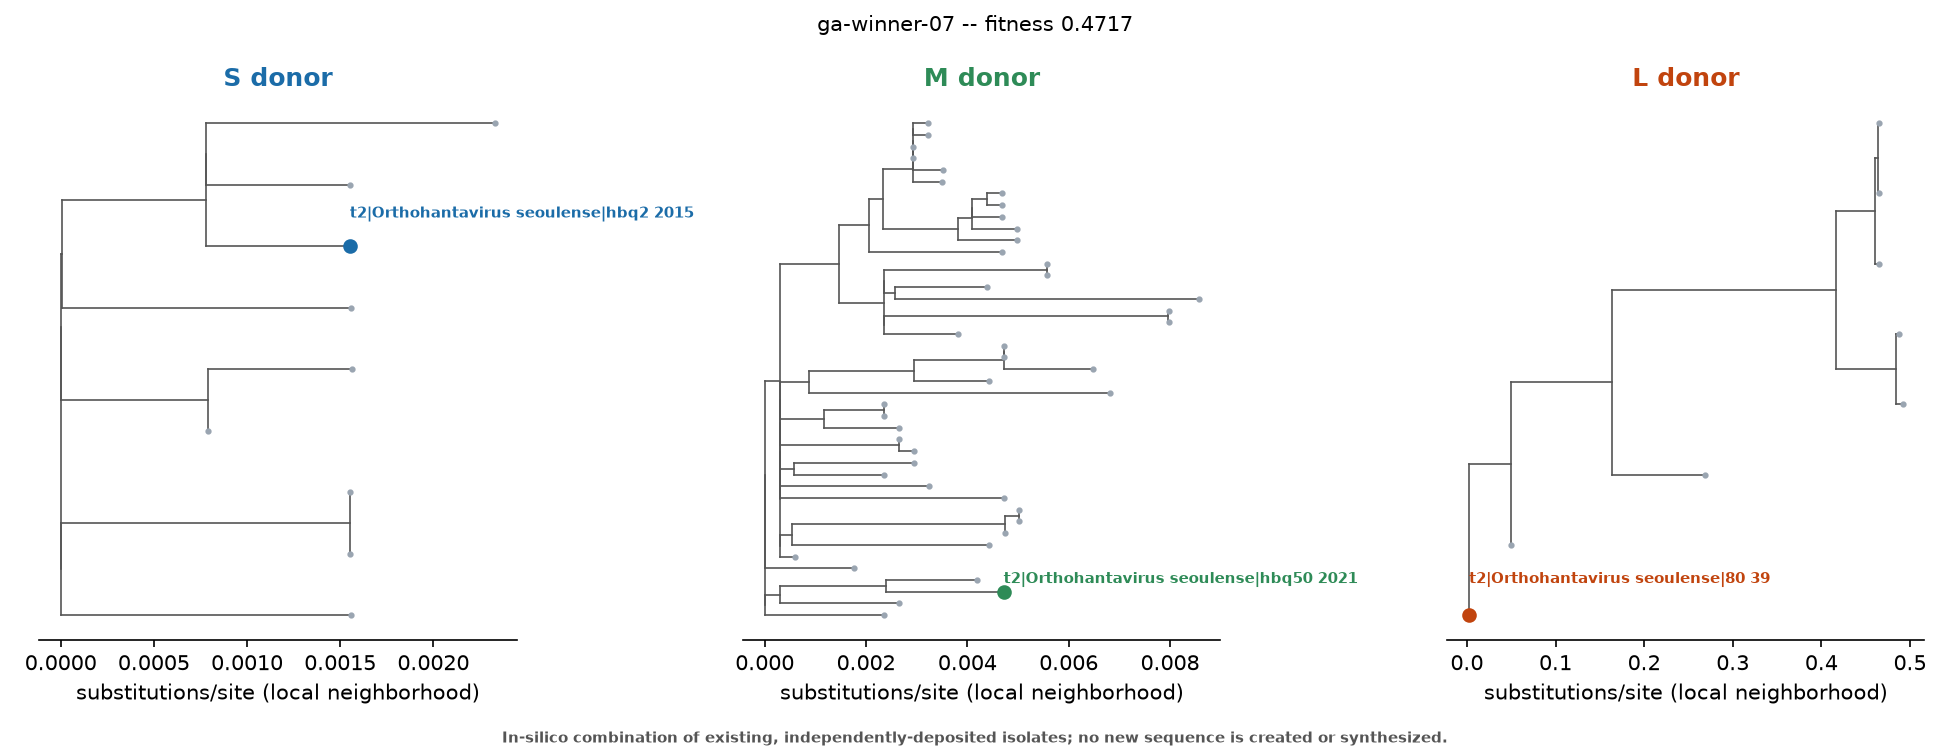 ga-winner-07 -- fitness 0.4717
S donor
M donor
L donor
t2|Orthohantavirus seoulense|hbq2 2015
t2|Orthohantavirus seoulense|hbq50 2021
t2|Orthohantavirus seoulense|80 39
0.0000 0.0005 0.0010 0.0015 0.0020
substitutions/site (local neighborhood)
0.000 0.002 0.004 0.006 0.008
substitutions/site (local neighborhood)
0.0 0.1 0.2 0.3 0.4 0.5
substitutions/site (local neighborhood)
In-silico combination of existing, independently-deposited isolates; no new sequence is created or synthesized.